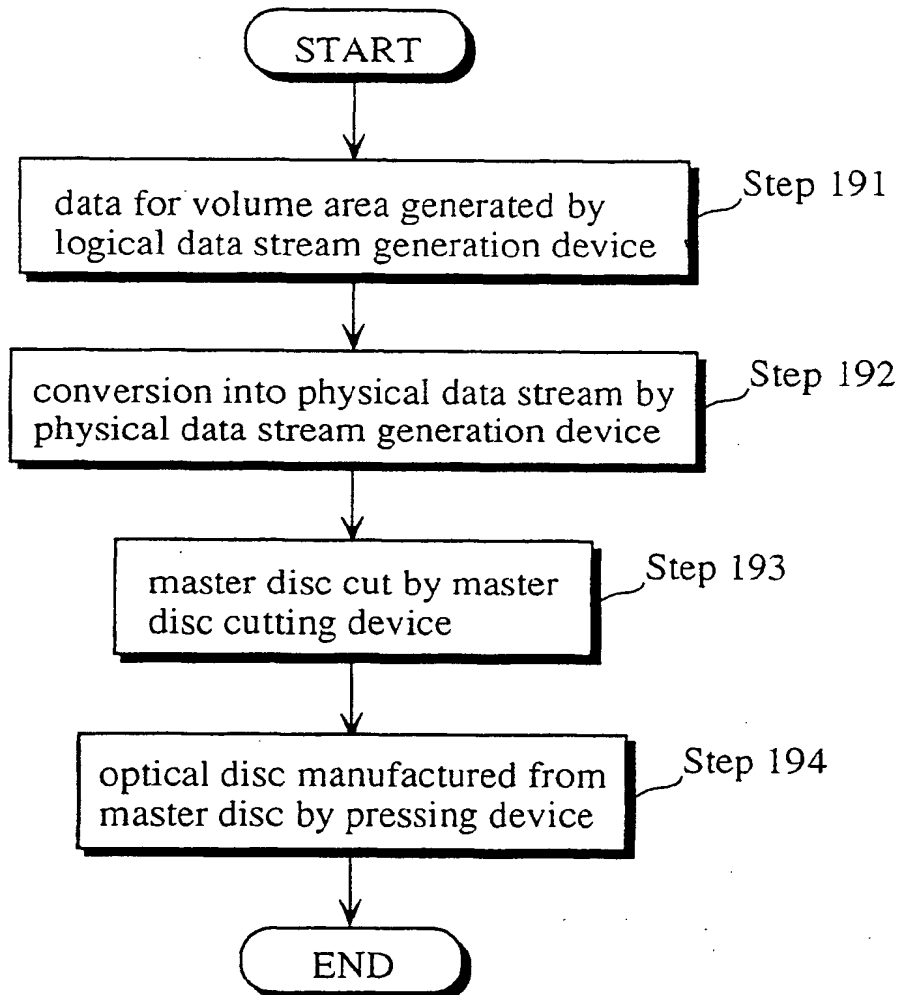 START
data for volume area generated by
logical data stream generation device
Step 191
conversion into physical data stream by
physical data stream generation device
Step 192
master disc cut by master
disc cutting device
Step 193
optical disc manufactured from
master disc by pressing device
Step 194
END